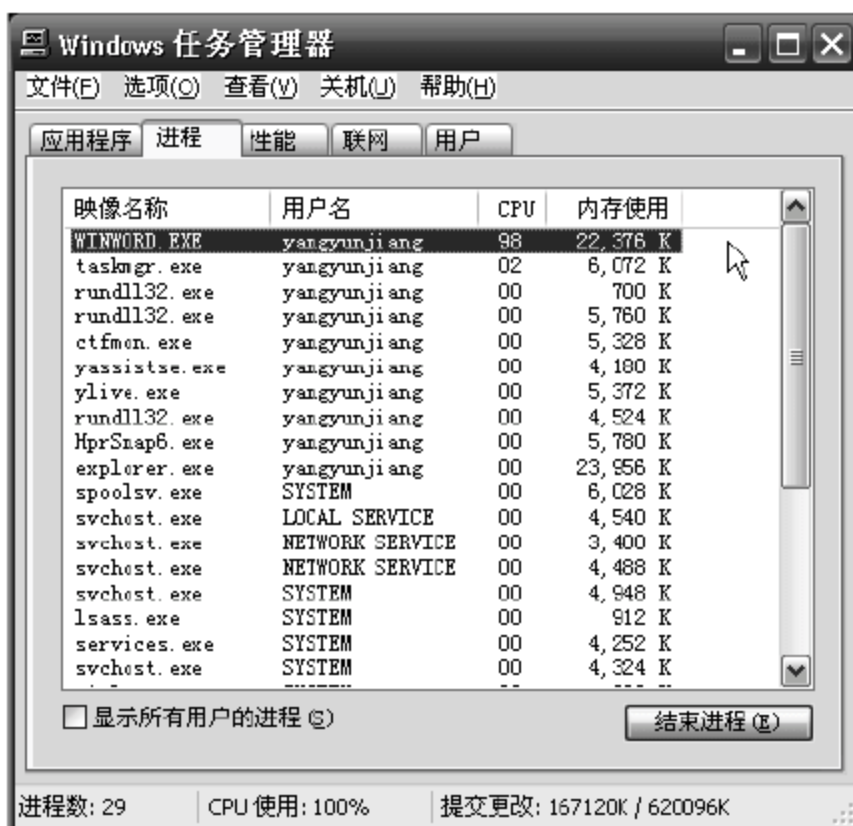 Windows 任务管理器
文件(F) 选项(O) 查看(V) 关机(U) 帮助(H)
应用程序 进程 性能 联网 用户
映像名称 用户名 CPU 内存使用
WINWORD.EXE yangyunjiang 98 22,376 K
taskmgr.exe yangyunjiang 02 6,072 K
rundll32.exe yangyunjiang 00 700 K
rundll32.exe yangyunjiang 00 5,760 K
ctfmon.exe yangyunjiang 00 5,328 K
yassistse.exe yangyunjiang 00 4,180 K
ylive.exe yangyunjiang 00 5,372 K
rundll32.exe yangyunjiang 00 4,524 K
HprSnap6.exe yangyunjiang 00 5,780 K
explorer.exe yangyunjiang 00 23,956 K
spoolsv.exe SYSTEM 00 6,028 K
svchost.exe LOCAL SERVICE 00 4,540 K
svchost.exe NETWORK SERVICE 00 3,400 K
svchost.exe NETWORK SERVICE 00 4,488 K
svchost.exe SYSTEM 00 4,948 K
lsass.exe SYSTEM 00 912 K
services.exe SYSTEM 00 4,252 K
svchost.exe SYSTEM 00 4,324 K
显示所有用户的进程(S) 结束进程(E)
进程数: 29 CPU 使用: 100% 提交更改: 167120K / 620096K